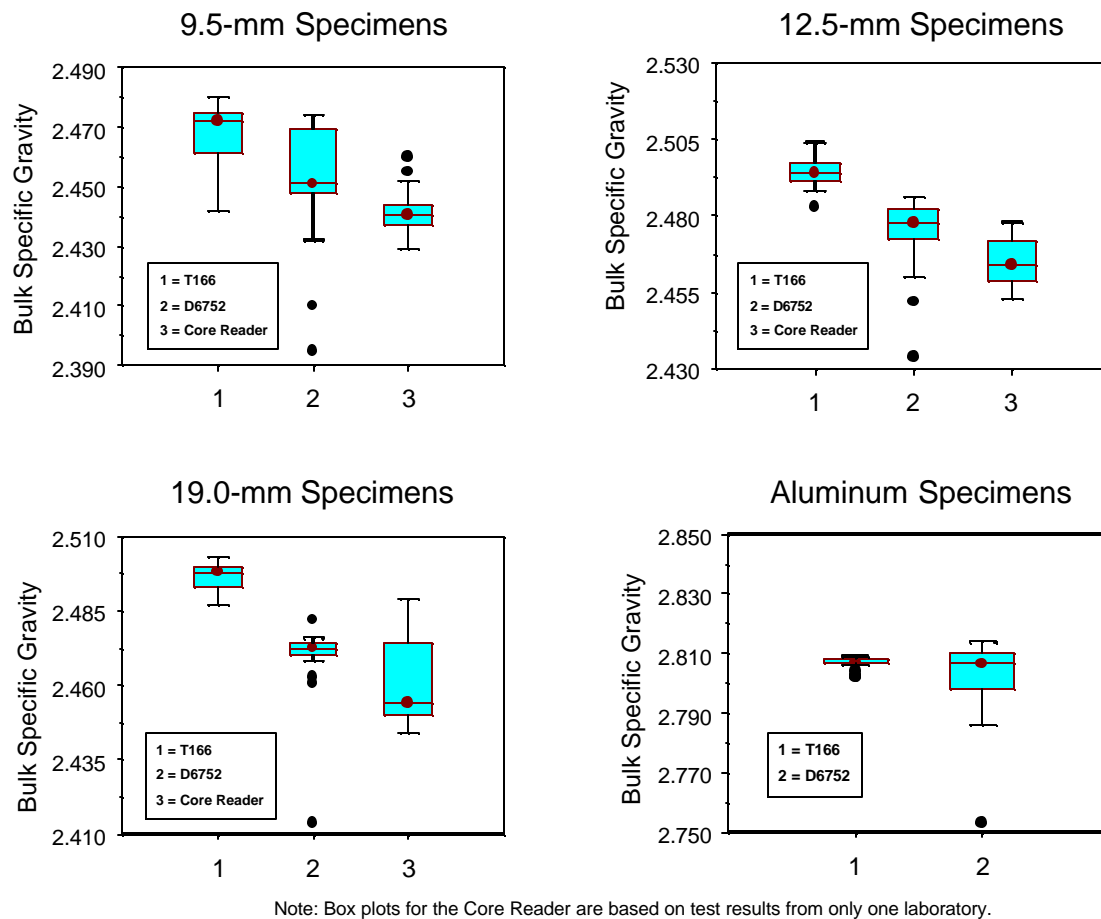 9.5-mm Specimens
Bulk Specific Gravity
2.490
2.470
2.450
2.430
2.410
2.390
1 = T166
2 = D6752
3 = Core Reader
1 2 3
12.5-mm Specimens
Bulk Specific Gravity
2.530
2.505
2.480
2.455
2.430
1 = T166
2 = D6752
3 = Core Reader
1 2 3
19.0-mm Specimens
Bulk Specific Gravity
2.510
2.485
2.460
2.435
2.410
1 = T166
2 = D6752
3 = Core Reader
1 2 3
Aluminum Specimens
Bulk Specific Gravity
2.850
2.830
2.810
2.790
2.770
2.750
1 = T166
2 = D6752
1 2
Note: Box plots for the Core Reader are based on test results from only one laboratory.